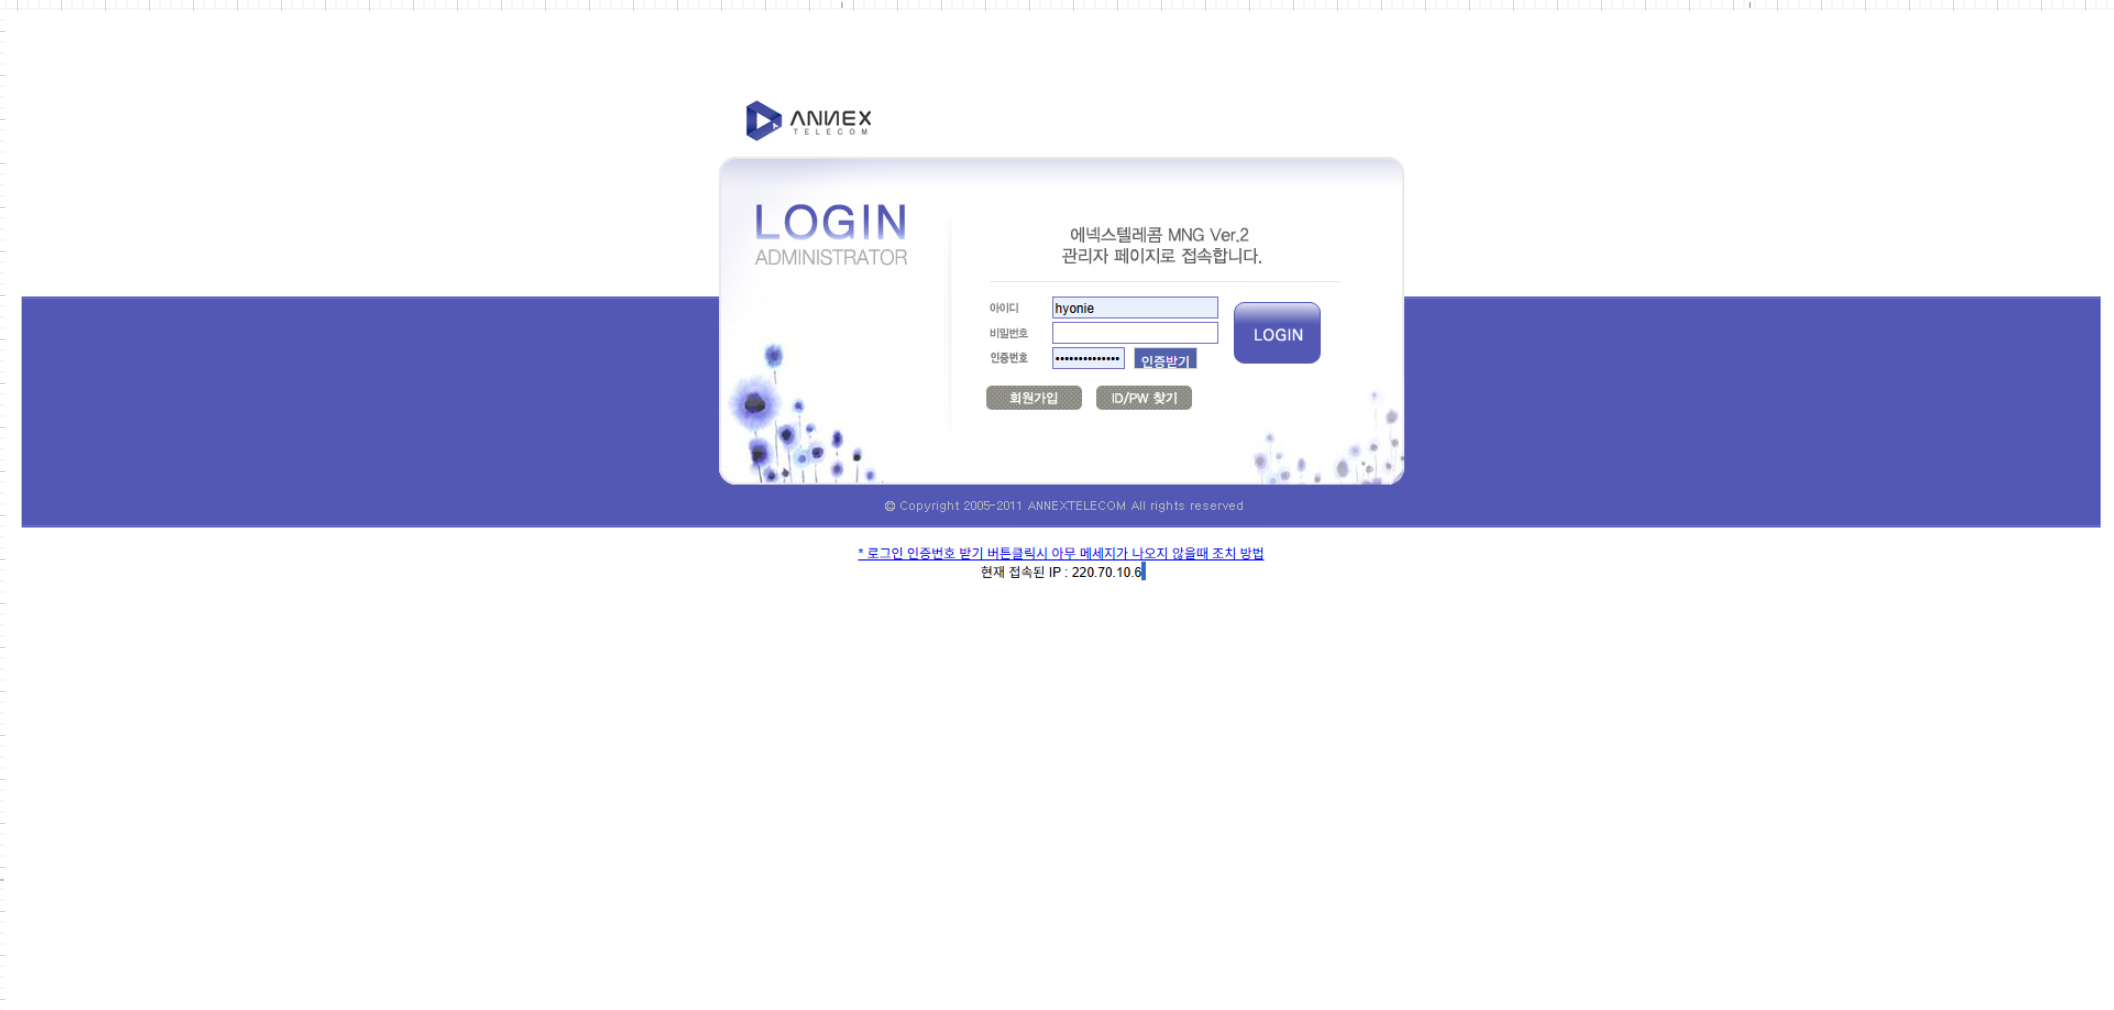 ANNEX
TELECOM
LOGIN
ADMINISTRATOR
에넥스텔레콤 MNG Ver.2
관리자 페이지로 접속합니다.
아이디
hyonie
비밀번호
인증번호
••••••••••••••
인증받기
LOGIN
회원가입
ID/PW 찾기
© Copyright 2005-2011 ANNEXTELECOM All rights reserved
* 로그인 인증번호 받기 버튼클릭시 아무 메세지가 나오지 않을때 조치 방법
현재 접속된 IP : 220.70.10.6